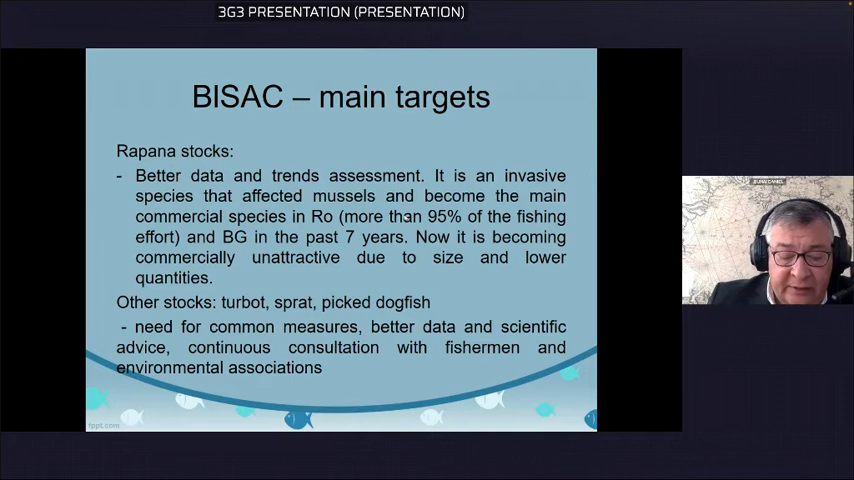 3G3 PRESENTATION (PRESENTATION)
BISAC – main targets
Rapana stocks:
- Better data and trends assessment. It is an invasive
species that affected mussels and become the main
commercial species in Ro (more than 95% of the fishing
effort) and BG in the past 7 years. Now it is becoming
commercially unattractive due to size and lower
quantities.
Other stocks: turbot, sprat, picked dogfish
- need for common measures, better data and scientific
advice, continuous consultation with fishermen and
environmental associations
fppt.com